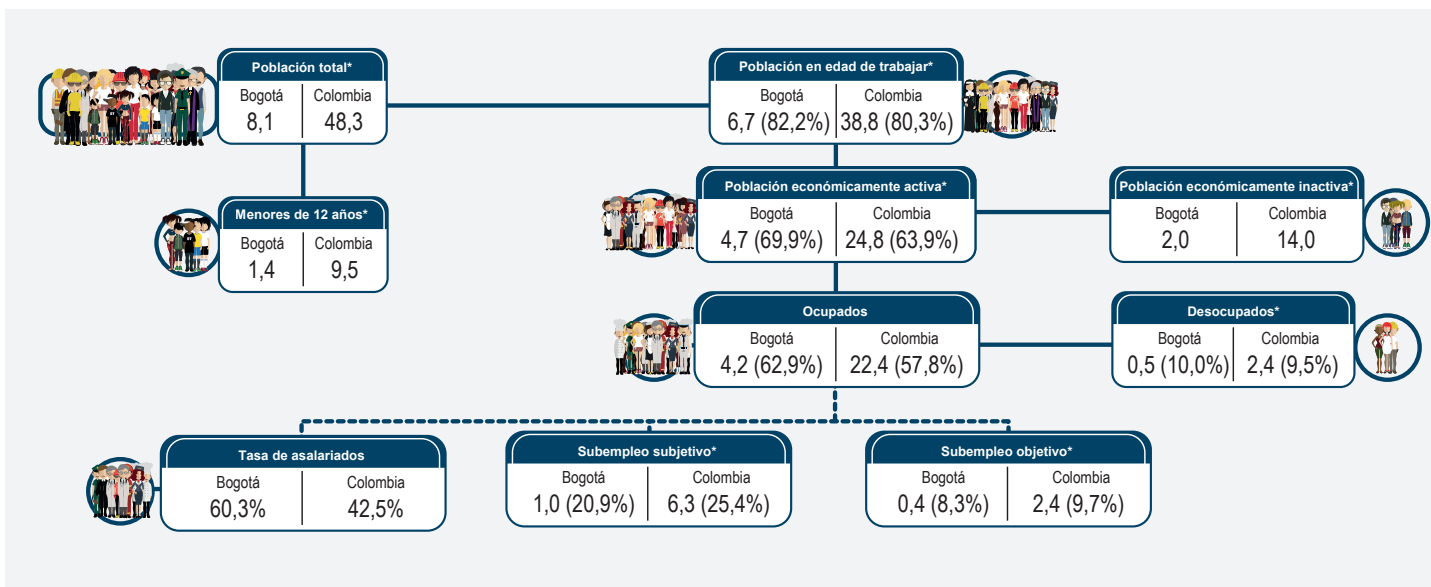 Población total*
Bogotá Colombia
8,1 48,3
Población en edad de trabajar*
Bogotá Colombia
6,7 (82,2%) 38,8 (80,3%)
Menores de 12 años*
Bogotá Colombia
1,4 9,5
Población económicamente activa*
Bogotá Colombia
4,7 (69,9%) 24,8 (63,9%)
Población económicamente inactiva*
Bogotá Colombia
2,0 14,0
Ocupados
Bogotá Colombia
4,2 (62,9%) 22,4 (57,8%)
Desocupados*
Bogotá Colombia
0,5 (10,0%) 2,4 (9,5%)
Tasa de asalariados
Bogotá Colombia
60,3% 42,5%
Subempleo subjetivo*
Bogotá Colombia
1,0 (20,9%) 6,3 (25,4%)
Subempleo objetivo*
Bogotá Colombia
0,4 (8,3%) 2,4 (9,7%)